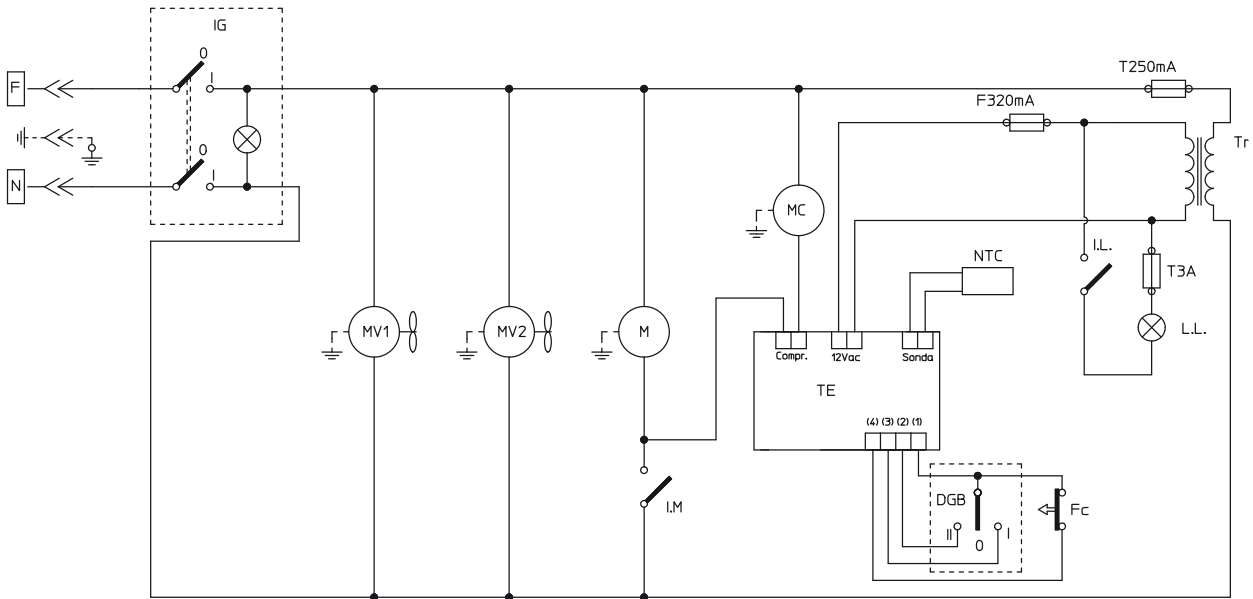 IG
0
I
F
T250mA
F320mA
Tr
0
I
N
MC
I.L.
NTC
T3A
MV1
MV2
M
L.L.
Compr.
12Vac
Sonda
TE
(4) (3) (2) (1)
DGB
I.M
Fc
II
0
I